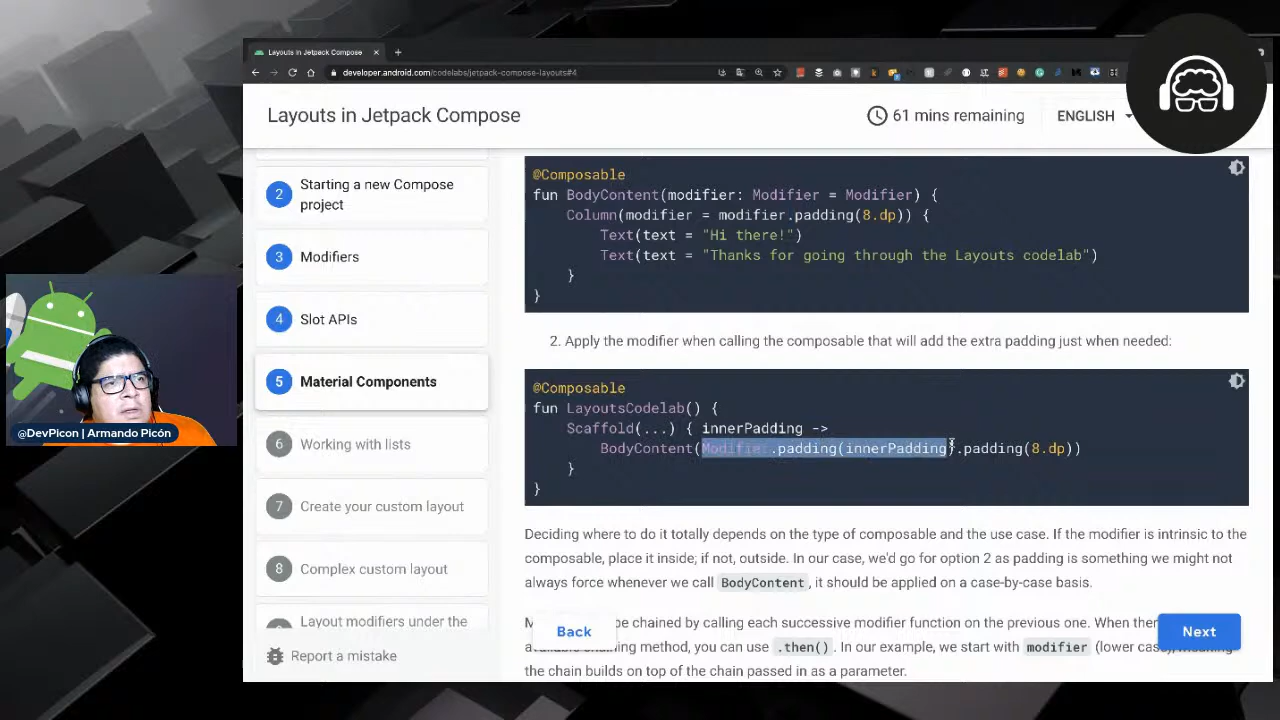 Layouts in Jetpack Compose
developer.android.com/codelabs/jetpack-compose-layouts#4
Layouts in Jetpack Compose
61 mins remaining
ENGLISH
2 Starting a new Compose
project
3 Modifiers
4 Slot APIs
5 Material Components
6 Working with lists
7 Create your custom layout
8 Complex custom layout
Layout modifiers under the
Report a mistake
@Composable
fun BodyContent(modifier: Modifier = Modifier) {
Column(modifier = modifier.padding(8.dp)) {
Text(text = "Hi there!")
Text(text = "Thanks for going through the Layouts codelab")
}
}
2. Apply the modifier when calling the composable that will add the extra padding just when needed:
@Composable
fun LayoutsCodelab() {
Scaffold(...) { innerPadding ->
BodyContent(Modifier.padding(innerPadding).padding(8.dp))
}
}
Deciding where to do it totally depends on the type of composable and the use case. If the modifier is intrinsic to the
composable, place it inside; if not, outside. In our case, we'd go for option 2 as padding is something we might not
always force whenever we call BodyContent, it should be applied on a case-by-case basis.
be chained by calling each successive modifier function on the previous one. When
method, you can use .then(). In our example, we start with modifier (lower
the chain builds on top of the chain passed in as a parameter.
Back
Next
@DevPicon | Armando Picón